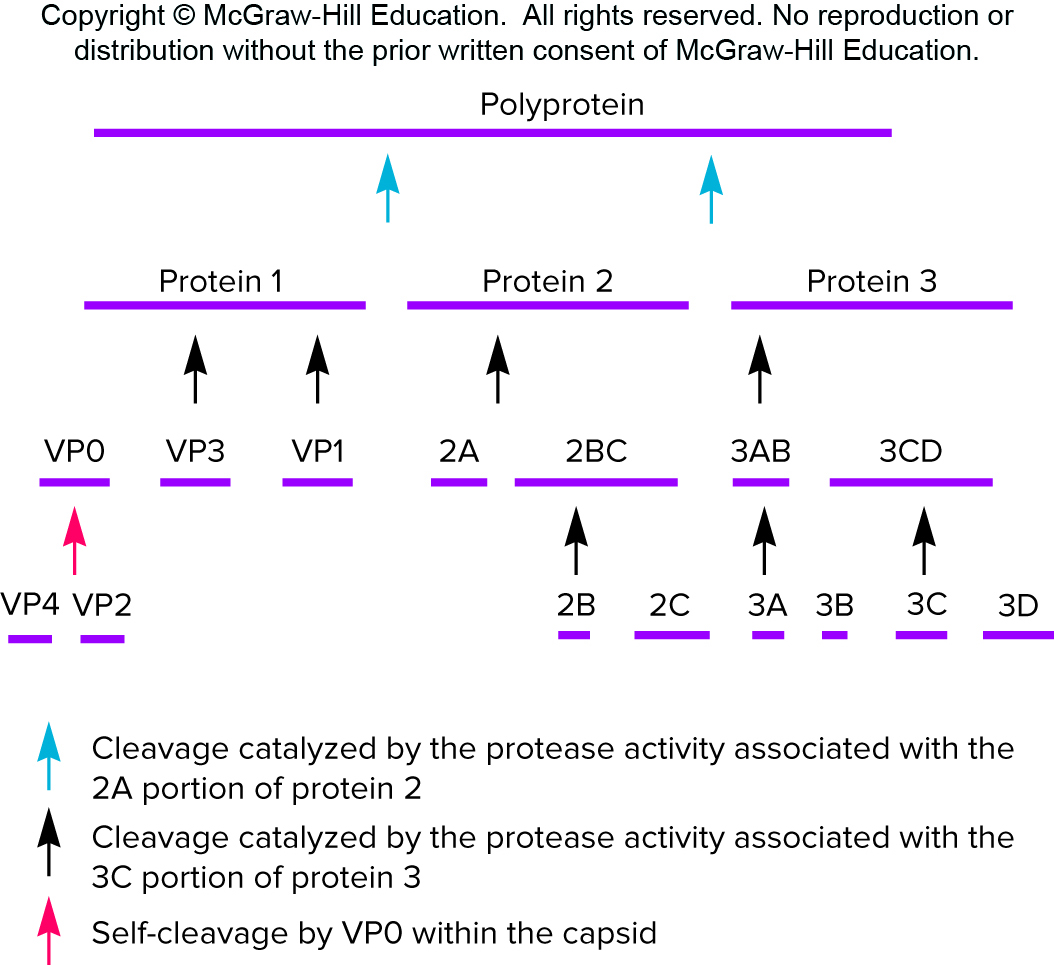 Copyright © McGraw-Hill Education. All rights reserved. No reproduction or
distribution without the prior written consent of McGraw-Hill Education.
Polyprotein
Protein 1 Protein 2 Protein 3
VP0 VP3 VP1 2A 2BC 3AB 3CD
VP4 VP2 2B 2C 3A 3B 3C 3D
Cleavage catalyzed by the protease activity associated with the
2A portion of protein 2
Cleavage catalyzed by the protease activity associated with the
3C portion of protein 3
Self-cleavage by VP0 within the capsid